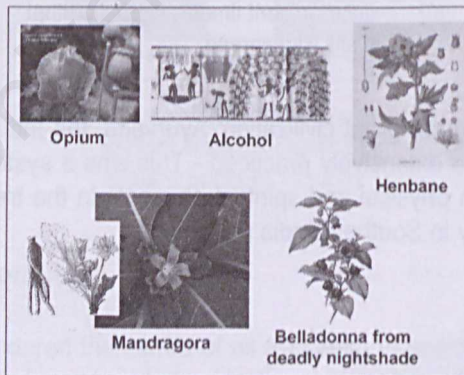 Opium
Alcohol
Henbane
Mandragora
Belladonna from
deadly nightshade